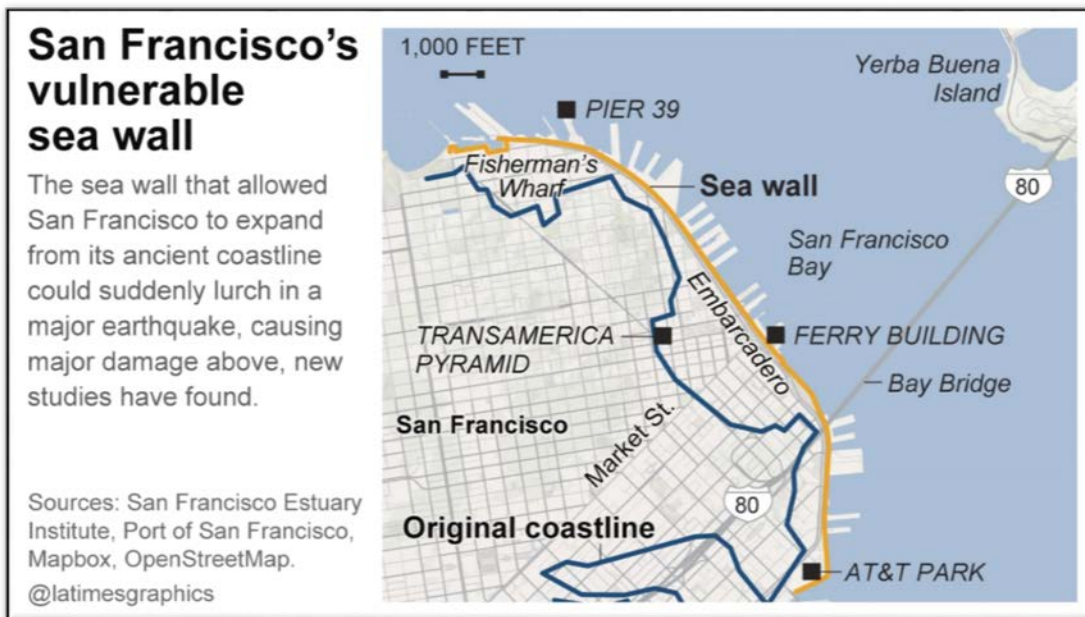 San Francisco's
vulnerable
sea wall
The sea wall that allowed
San Francisco to expand
from its ancient coastline
could suddenly lurch in a
major earthquake, causing
major damage above, new
studies have found.
Sources: San Francisco Estuary
Institute, Port of San Francisco,
Mapbox, OpenStreetMap.
@latimesgraphics
1,000 FEET
Yerba Buena
Island
PIER 39
Fisherman's
Wharf
Sea wall
80
San Francisco
Bay
Embarcadero
TRANSAMERICA
PYRAMID
FERRY BUILDING
Bay Bridge
San Francisco
Market St.
80
Original coastline
AT&T PARK